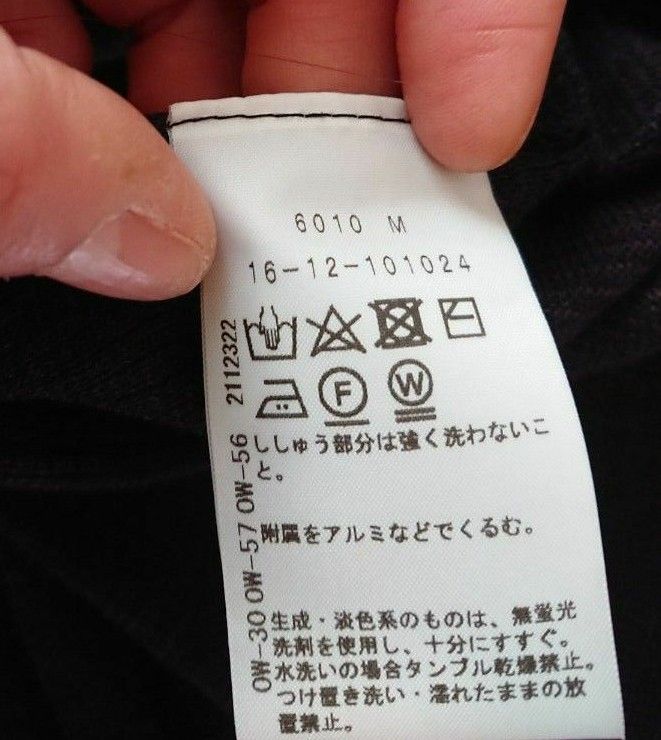 6010 M
16-12-101024
2112322
F
W
OW-56
ししゅう部分は強く洗わないこ
と。
OW-57
附属をアルミなどでくるむ。
OW-30
生成・淡色系のものは、無蛍光
洗剤を使用し、十分にすすぐ。
水洗いの場合タンブル乾燥禁止。
つけ置き洗い・濡れたままの放
置禁止。